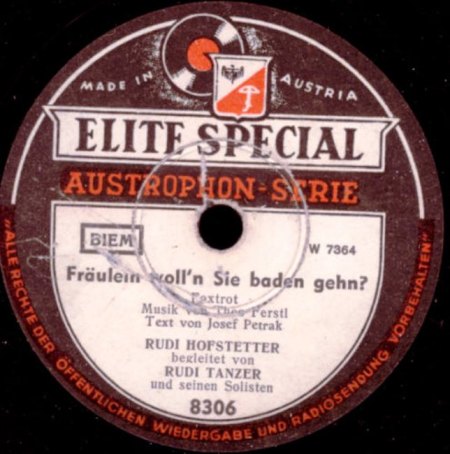 MADE IN AUSTRIA
ELITE SPECIAL
AUSTROPHON-SERIE
BIEM
W 7364
Fräulein woll'n Sie baden gehn?
Foxtrot
Musik von Theo Ferstl
Text von Josef Petrak
RUDI HOFSTETTER
begleitet von
RUDI TANZER
und seinen Solisten
8306
"ALLE RECHTE DER ÖFFENTLICHEN WIEDERGABE UND RADIOSENDUNG VORBEHALTEN"